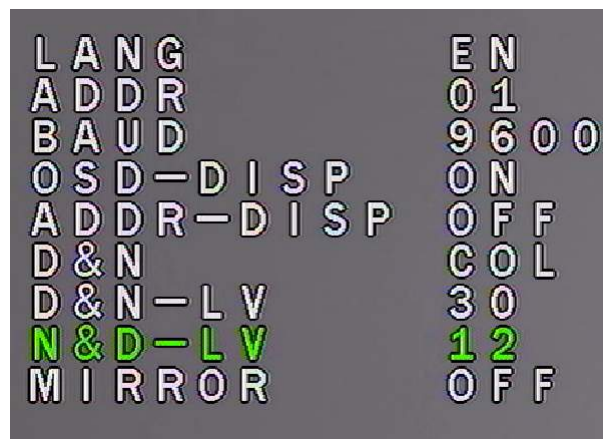 LANG EN
ADDR 01
BAUD 9600
OSD-DISP ON
ADDR-DISP OFF
D&N COL
D&N-LV 30
N&D-LV 12
MIRROR OFF